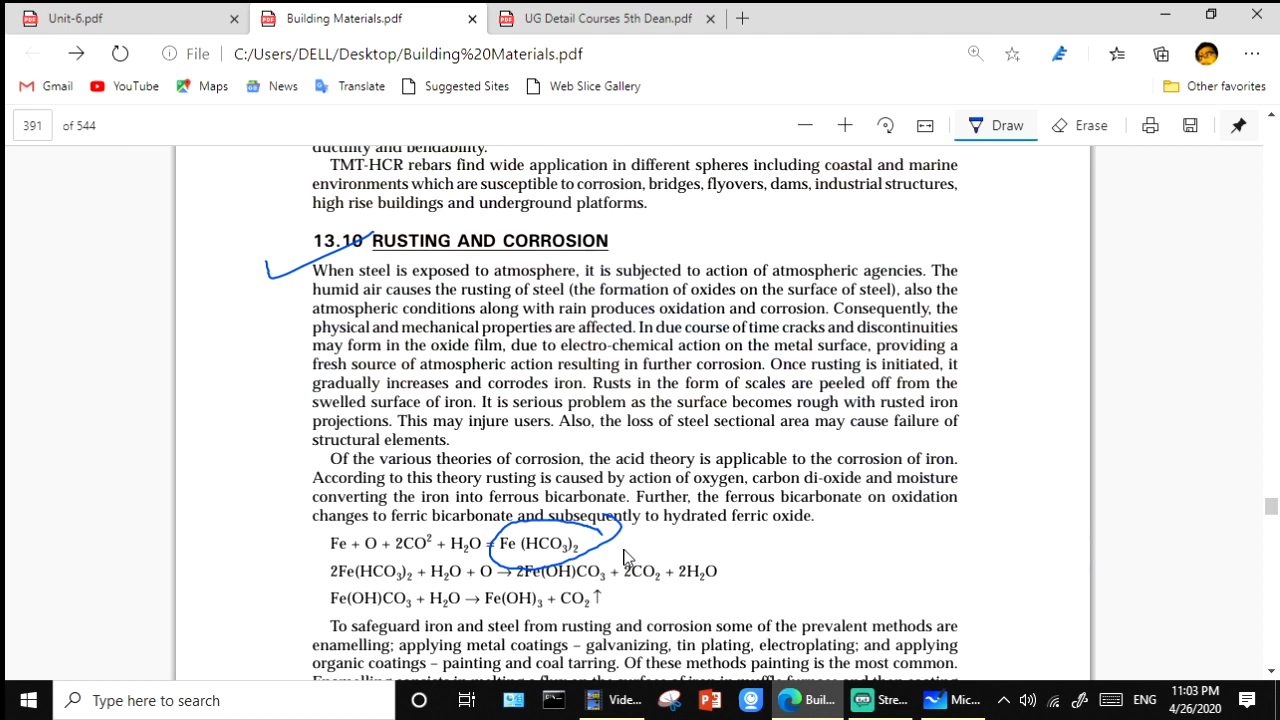 Unit-6.pdf
Building Materials.pdf
UG Detail Courses 5th Dean.pdf
File C:/Users/DELL/Desktop/Building%20Materials.pdf
Gmail YouTube Maps News Translate Suggested Sites Web Slice Gallery Other favorites
391 of 544 Draw Erase
ductility and bendability.
TMT-HCR rebars find wide application in different spheres including coastal and marine
environments which are susceptible to corrosion, bridges, flyovers, dams, industrial structures,
high rise buildings and underground platforms.
13.10 RUSTING AND CORROSION
When steel is exposed to atmosphere, it is subjected to action of atmospheric agencies. The
humid air causes the rusting of steel (the formation of oxides on the surface of steel), also the
atmospheric conditions along with rain produces oxidation and corrosion. Consequently, the
physical and mechanical properties are affected. In due course of time cracks and discontinuities
may form in the oxide film, due to electro-chemical action on the metal surface, providing a
fresh source of atmospheric action resulting in further corrosion. Once rusting is initiated, it
gradually increases and corrodes iron. Rusts in the form of scales are peeled off from the
swelled surface of iron. It is serious problem as the surface becomes rough with rusted iron
projections. This may injure users. Also, the loss of steel sectional area may cause failure of
structural elements.
Of the various theories of corrosion, the acid theory is applicable to the corrosion of iron.
According to this theory rusting is caused by action of oxygen, carbon di-oxide and moisture
converting the iron into ferrous bicarbonate. Further, the ferrous bicarbonate on oxidation
changes to ferric bicarbonate and subsequently to hydrated ferric oxide.
Fe + O + 2CO² + H₂O = Fe (HCO₃)₂
2Fe(HCO₃)₂ + H₂O + O → 2Fe(OH)CO₃ + 2CO₂ + 2H₂O
Fe(OH)CO₃ + H₂O → Fe(OH)₃ + CO₂ ↑
To safeguard iron and steel from rusting and corrosion some of the prevalent methods are
enamelling; applying metal coatings – galvanizing, tin plating, electroplating; and applying
organic coatings – painting and coal tarring. Of these methods painting is the most common.
Type here to search Vide... Buil... Stre... Mic... ENG 11:03 PM
4/26/2020